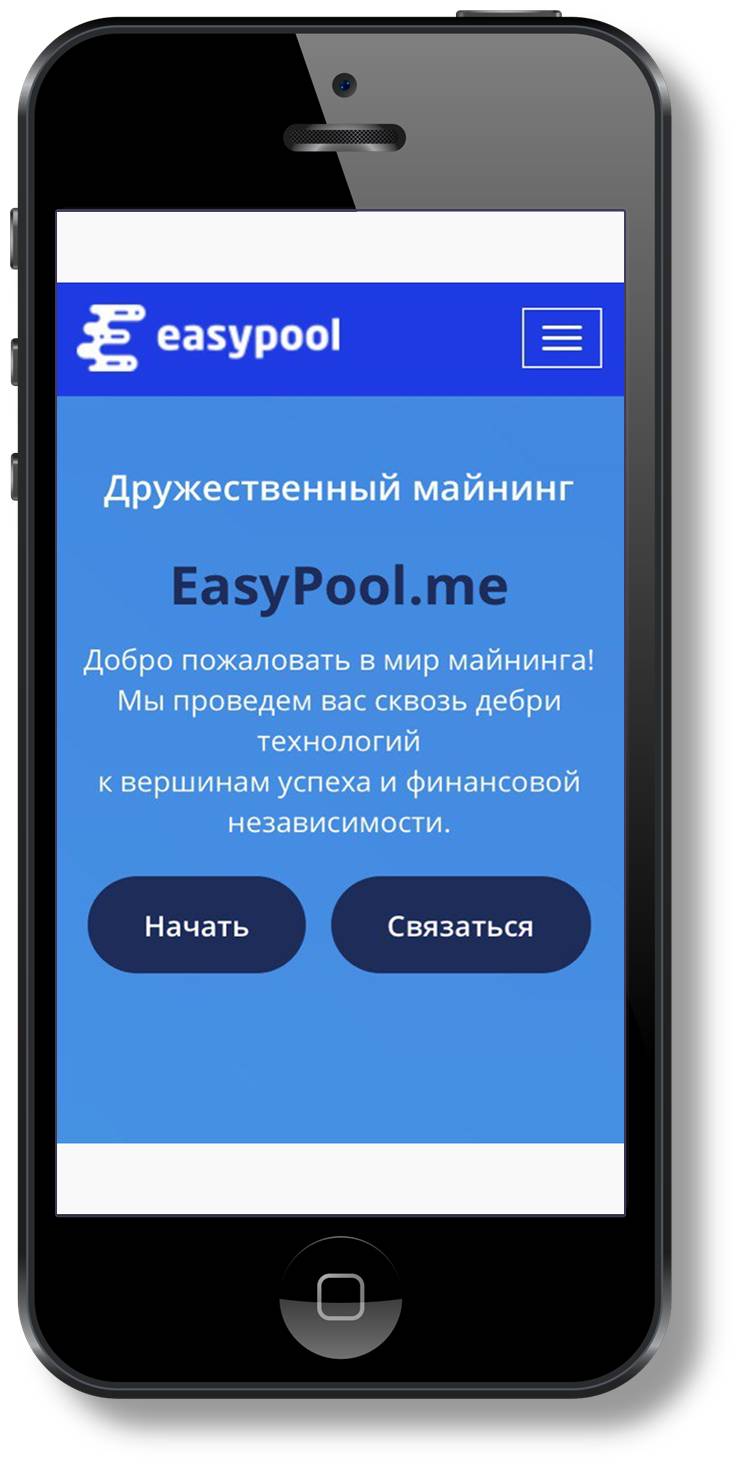 easypool
Дружественный майнинг
EasyPool.me
Добро пожаловать в мир майнинга!
Мы проведем вас сквозь дебри
технологий
к вершинам успеха и финансовой
независимости.
Начать Связаться